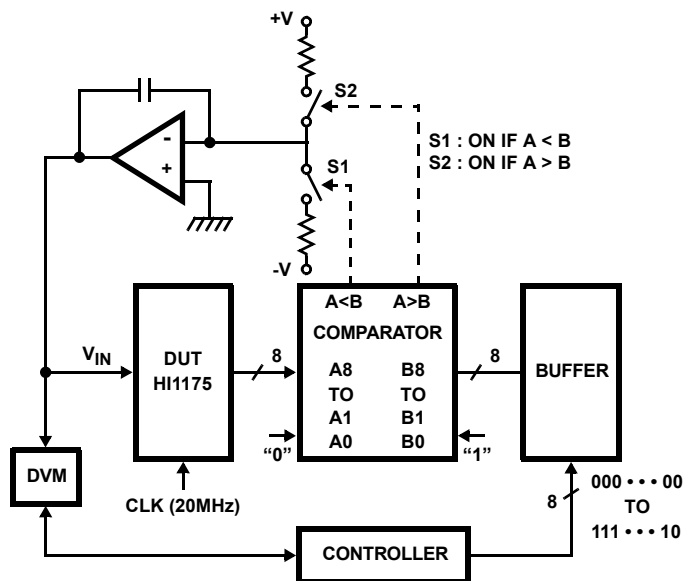 +V
S2
S1 : ON IF A < B
S2 : ON IF A > B
-
+
S1
-V
A<B A>B
COMPARATOR
VIN
DUT
HI1175
8
A8 B8
TO TO
A1 B1
A0 B0
8
BUFFER
“0”
“1”
DVM
CLK (20MHz)
8
000 • • • 00
TO
111 • • • 10
CONTROLLER